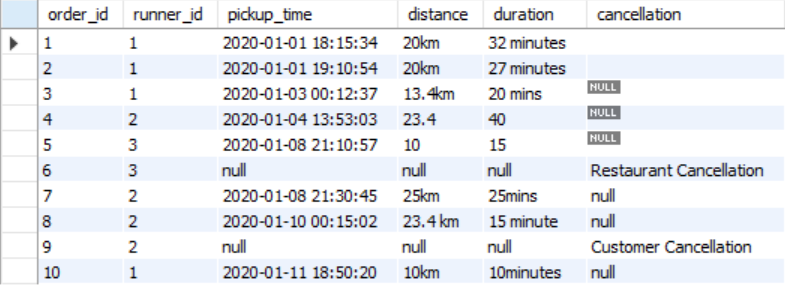 order_id runner_id pickup_time distance duration cancellation
1 1 2020-01-01 18:15:34 20km 32 minutes
2 1 2020-01-01 19:10:54 20km 27 minutes
3 1 2020-01-03 00:12:37 13.4km 20 mins NULL
4 2 2020-01-04 13:53:03 23.4 40 NULL
5 3 2020-01-08 21:10:57 10 15 NULL
6 3 null null null Restaurant Cancellation
7 2 2020-01-08 21:30:45 25km 25mins null
8 2 2020-01-10 00:15:02 23.4 km 15 minute null
9 2 null null null Customer Cancellation
10 1 2020-01-11 18:50:20 10km 10minutes null